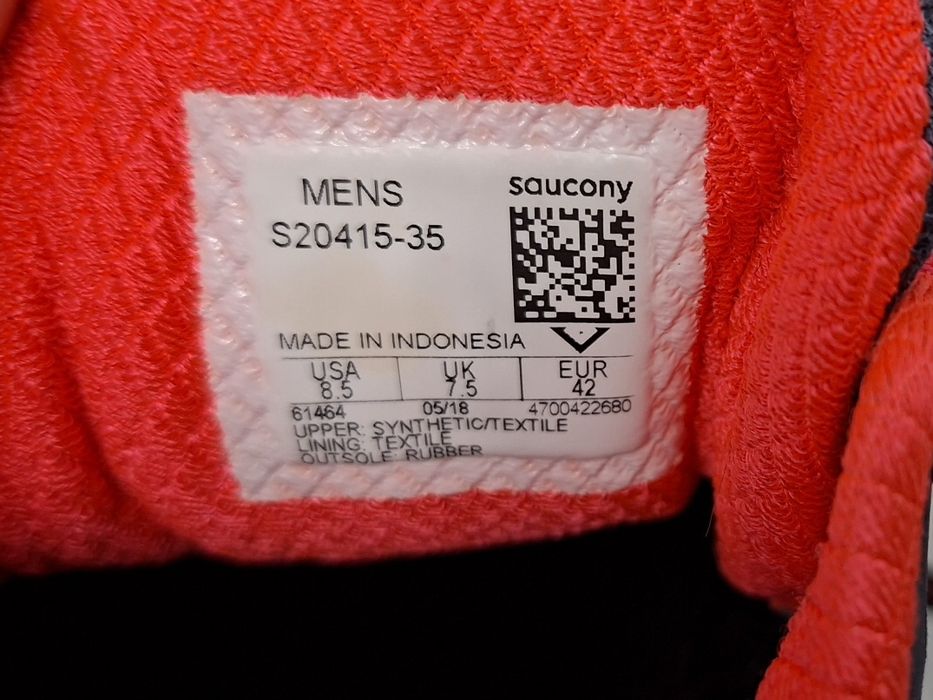 MENS
saucony
S20415-35
MADE IN INDONESIA
USA UK EUR
8.5 7.5 42
61464 05/18 4700422680
UPPER: SYNTHETIC/TEXTILE
LINING: TEXTILE
OUTSOLE: RUBBER